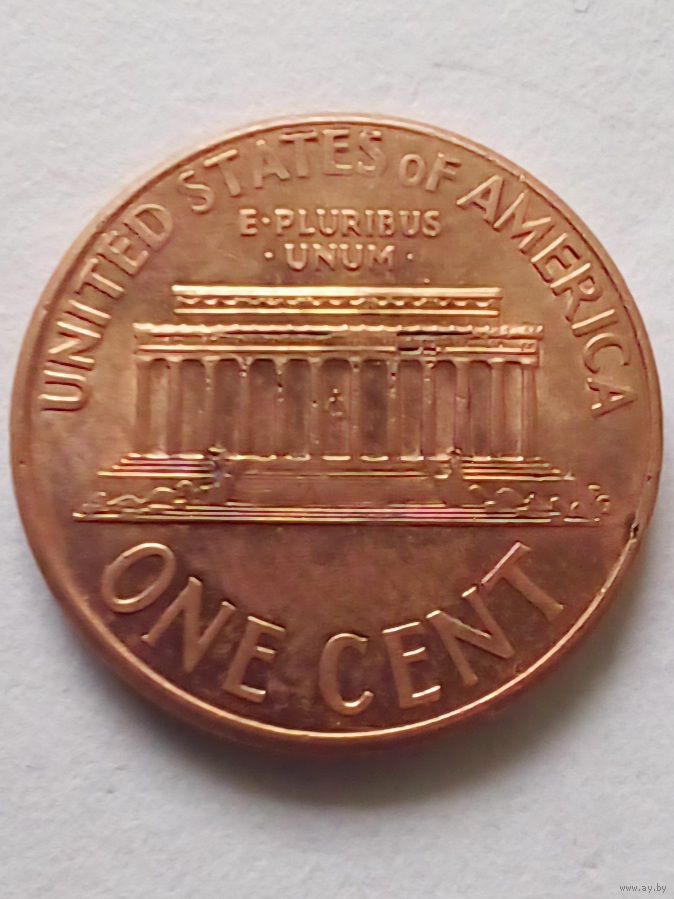 UNITED STATES oF AMERICA
E·PLURIBUS
·UNUM·
ONE CENT
www.ay.by